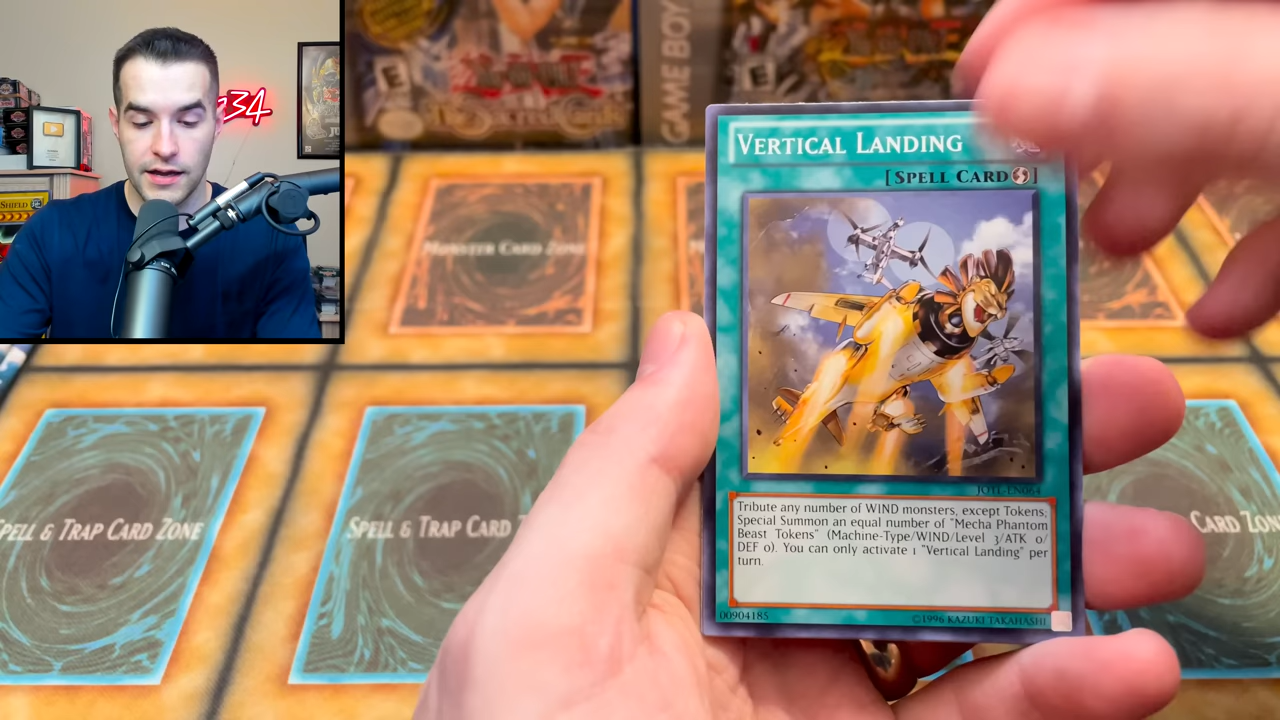 234
SHIELD
E
GAME BOY
E
MONSTER CARD ZONE
VERTICAL LANDING
[SPELL CARD]
JOTL-EN064
Tribute any number of WIND monsters, except Tokens;
Special Summon an equal number of "Mecha Phantom
Beast Tokens" (Machine-Type/WIND/Level 3/ATK 0/
DEF 0). You can only activate 1 "Vertical Landing" per
turn.
00904185
©1996 KAZUKI TAKAHASHI
SPELL & TRAP CARD ZONE
SPELL & TRAP CARD
CARD ZON